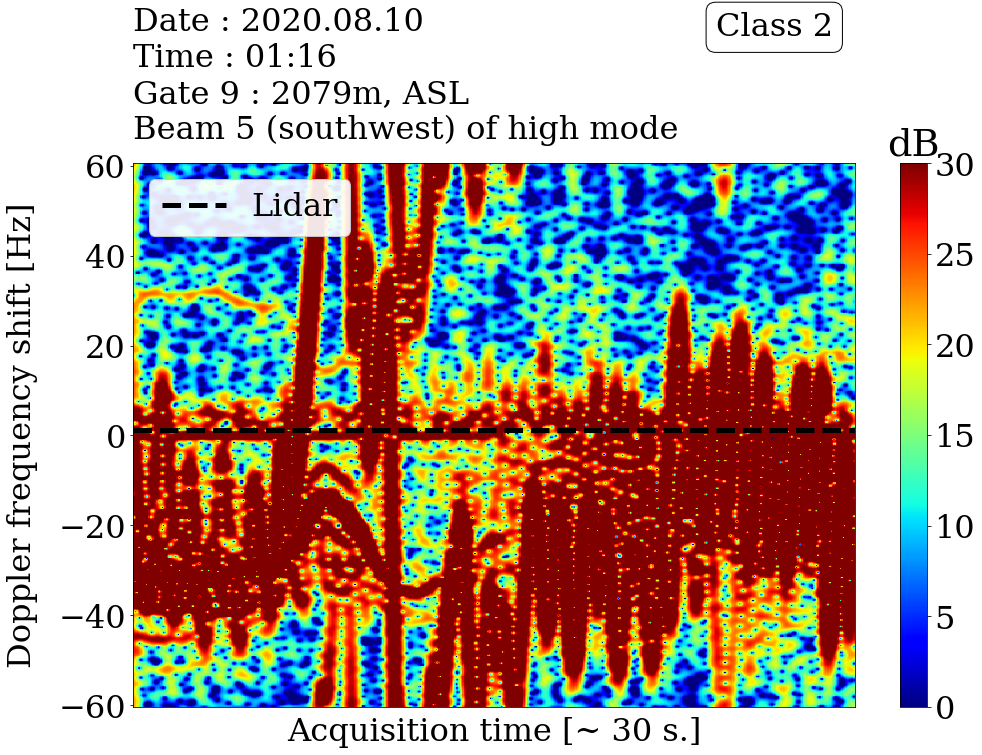 Date : 2020.08.10
Time : 01:16
Gate 9 : 2079m, ASL
Beam 5 (southwest) of high mode
Class 2
dB
Lidar
Doppler frequency shift [Hz]
60
40
20
0
−20
−40
−60
30
25
20
15
10
5
0
Acquisition time [~ 30 s.]